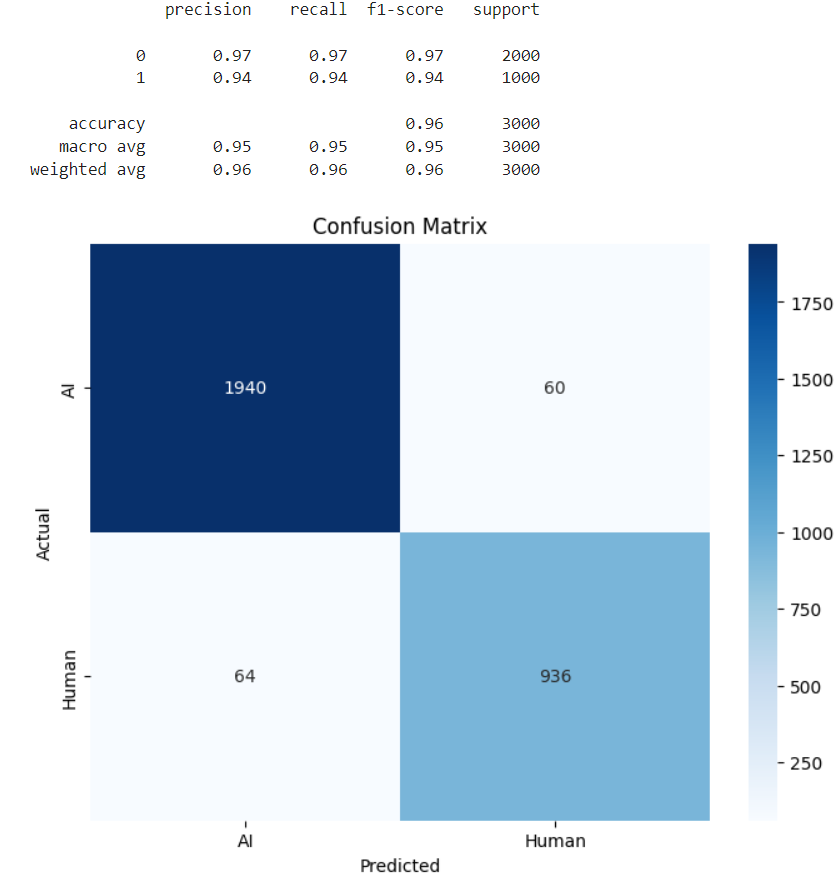 precision recall f1-score support
0 0.97 0.97 0.97 2000
1 0.94 0.94 0.94 1000
accuracy 0.96 3000
macro avg 0.95 0.95 0.95 3000
weighted avg 0.96 0.96 0.96 3000
Confusion Matrix
1750
1500
1250
1000
750
500
250
AI
1940 60
Actual
Human
64 936
AI Human
Predicted